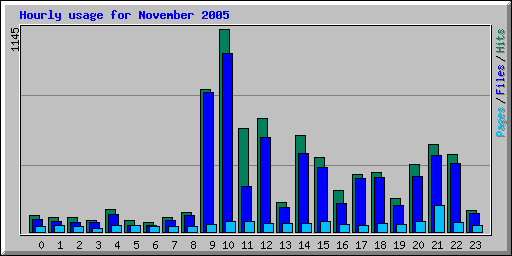 Hourly usage for November 2005
1145
Pages / Files / Hits
0 1 2 3 4 5 6 7 8 9 10 11 12 13 14 15 16 17 18 19 20 21 22 23